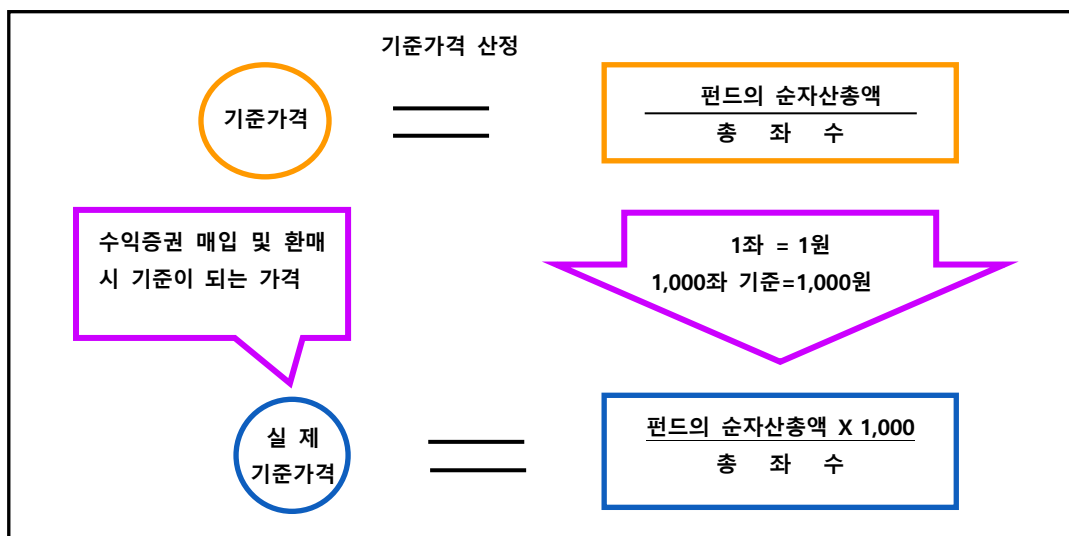 기준가격 산정
기준가격
펀드의 순자산총액
총 좌 수
수익증권 매입 및 환매
시 기준이 되는 가격
1좌 = 1원
1,000좌 기준=1,000원
실 제
기준가격
펀드의 순자산총액 X 1,000
총 좌 수